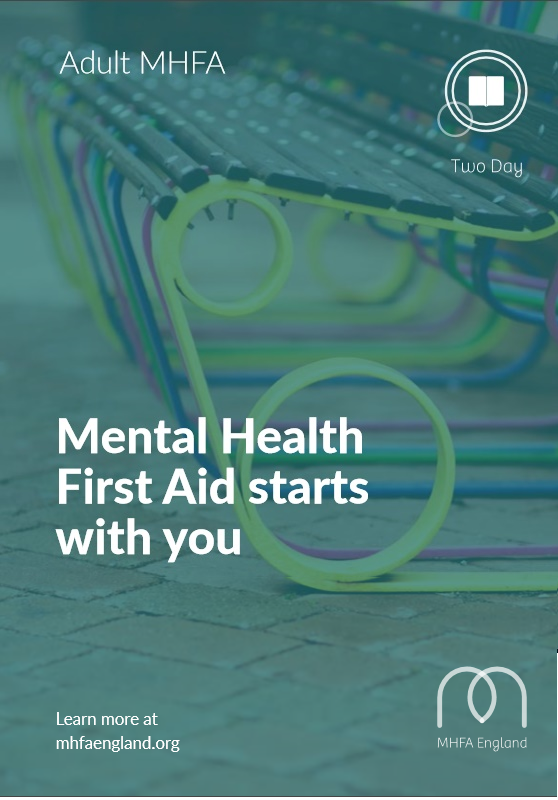 Adult MHFA
Two Day
Mental Health
First Aid starts
with you
Learn more at
mhfaengland.org
MHFA England